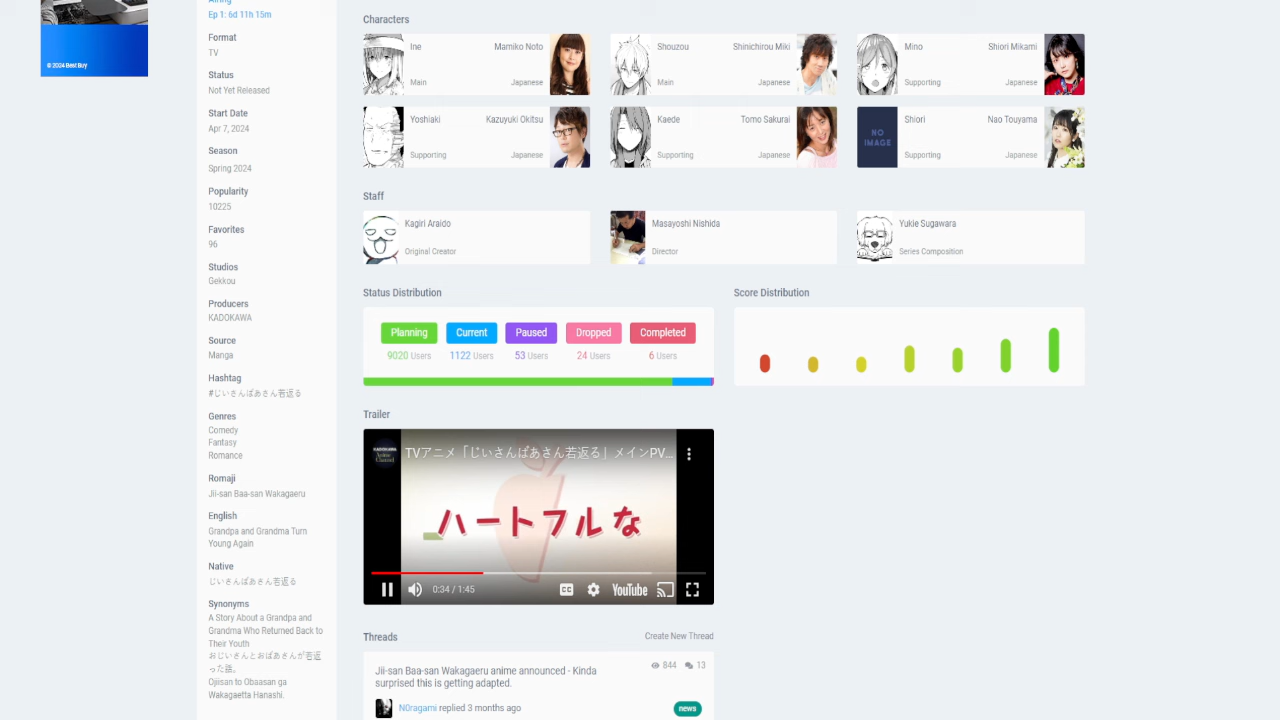 © 2024 Best Buy
Airing
Ep 1: 6d 11h 15m
Format
TV
Status
Not Yet Released
Start Date
Apr 7, 2024
Season
Spring 2024
Popularity
10225
Favorites
96
Studios
Gekkou
Producers
KADOKAWA
Source
Manga
Hashtag
#じいさんばあさん若返る
Genres
Comedy
Fantasy
Romance
Romaji
Jii-san Baa-san Wakagaeru
English
Grandpa and Grandma Turn
Young Again
Native
じいさんばあさん若返る
Synonyms
A Story About a Grandpa and
Grandma Who Returned Back to
Their Youth
おじいさんとおばあさんが若返
った話。
Ojiisan to Obaasan ga
Wakagaetta Hanashi.
Characters
Ine Mamiko Noto
Main Japanese
Shouzou Shinichirou Miki
Main Japanese
Mino Shiori Mikami
Supporting Japanese
Yoshiaki Kazuyuki Okitsu
Supporting Japanese
Kaede Tomo Sakurai
Supporting Japanese
NO
IMAGE
Shiori Nao Touyama
Supporting Japanese
Staff
Kagiri Araido
Original Creator
Masayoshi Nishida
Director
Yukie Sugawara
Series Composition
Status Distribution
Planning Current Paused Dropped Completed
9020 Users 1122 Users 53 Users 24 Users 6 Users
Score Distribution
Trailer
KADOKAWA
Anime
Channel
TVアニメ「じいさんばあさん若返る」メインPV...
ハートフルな
0:34 / 1:45
CC
YouTube
Threads Create New Thread
Jii-san Baa-san Wakagaeru anime announced - Kinda
surprised this is getting adapted.
844 13
N0ragami replied 3 months ago
news